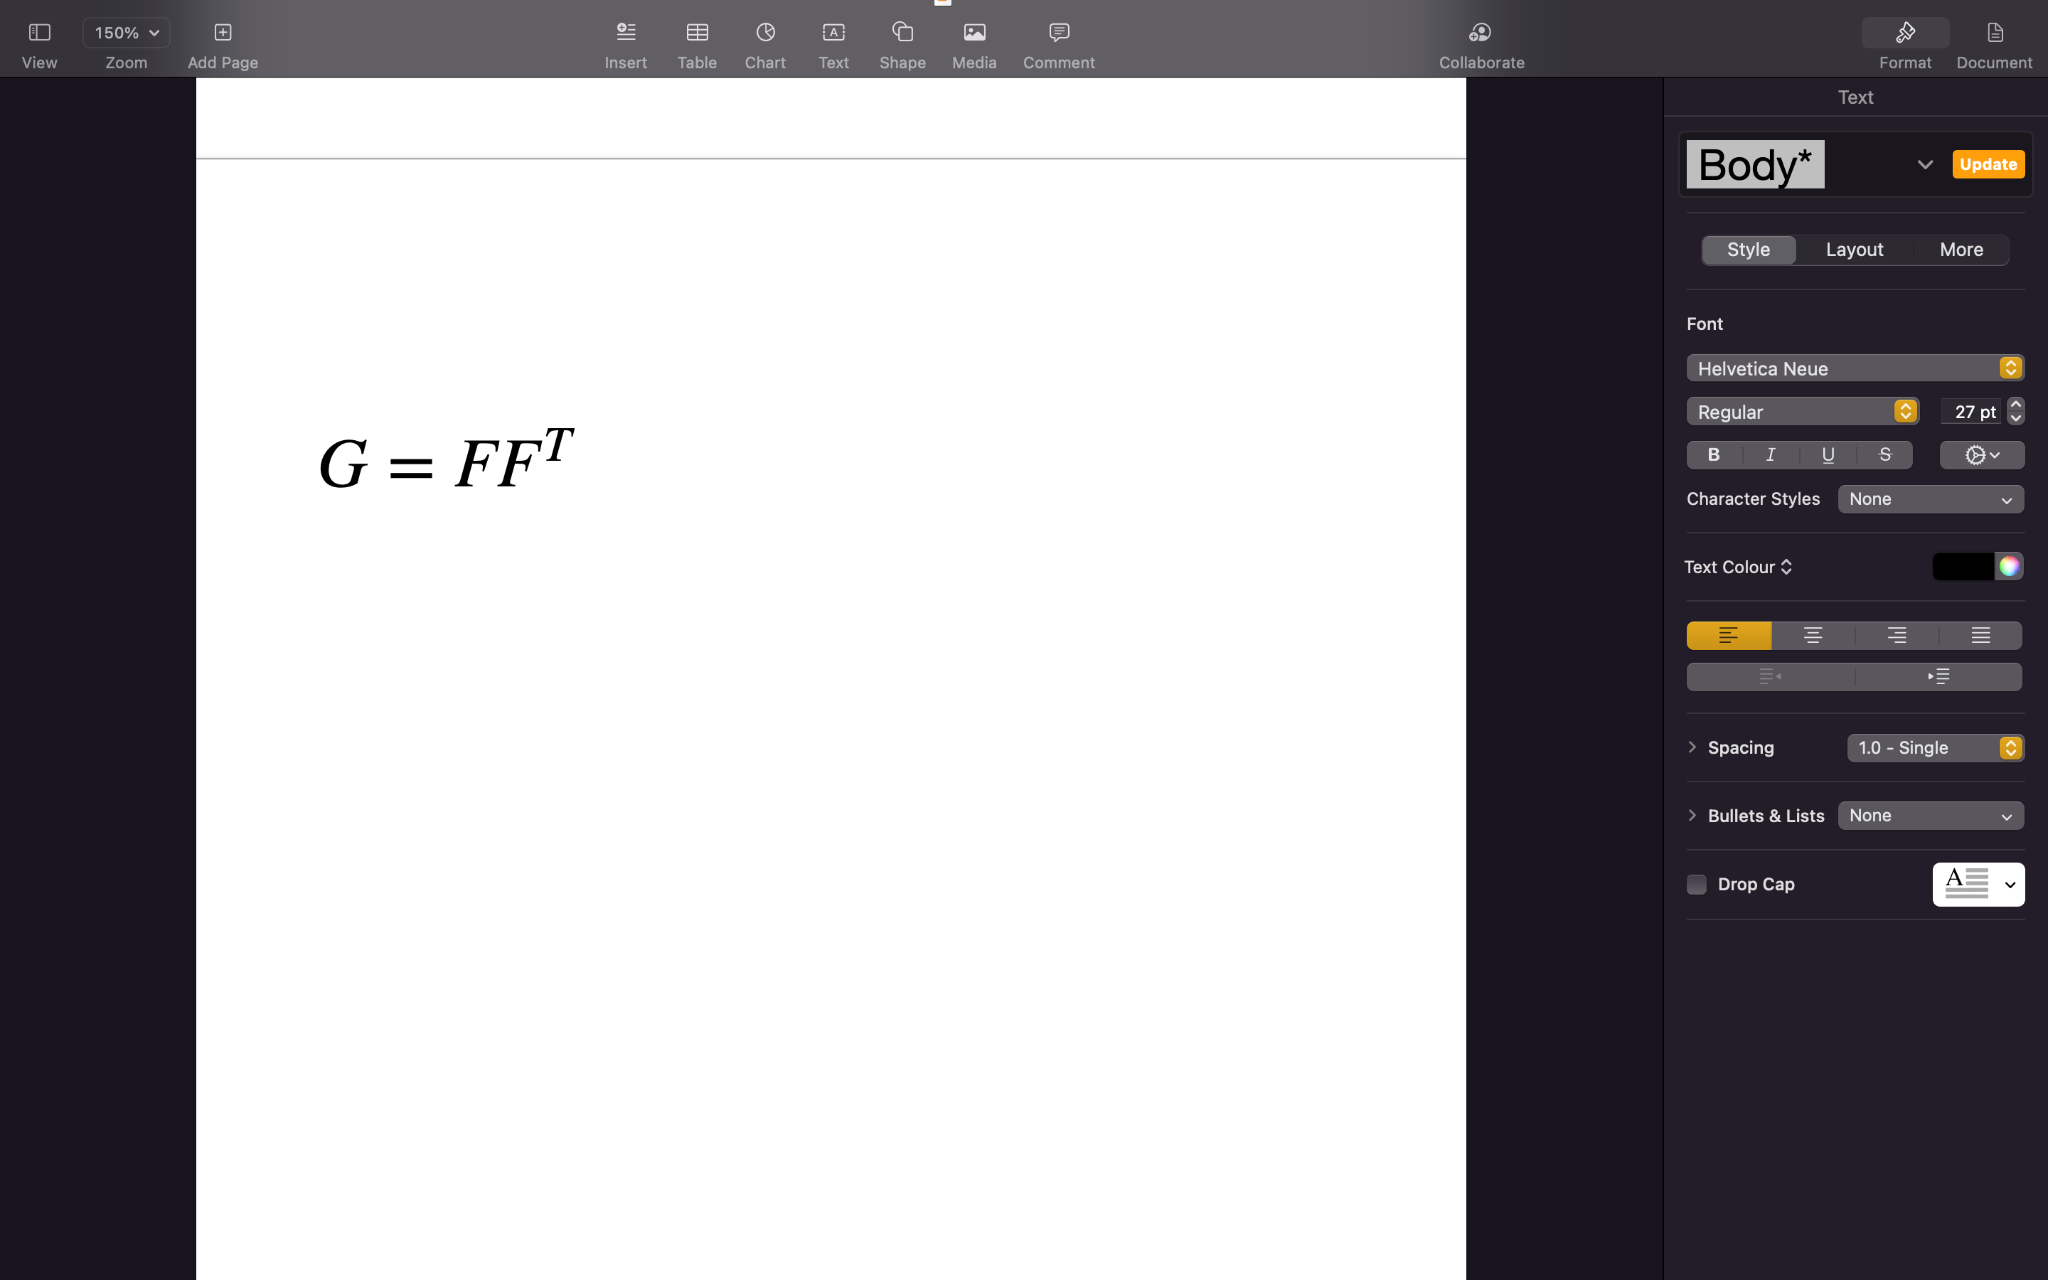 View
150%
Zoom
Add Page
Insert
Table
Chart
Text
Shape
Media
Comment
Collaborate
Format
Document
Text
Body*
Update
Style
Layout
More
Font
Helvetica Neue
Regular
27 pt
B I U S
Character Styles
None
Text Colour
Spacing
1.0 - Single
Bullets & Lists
None
Drop Cap
A
G = FFᵀ